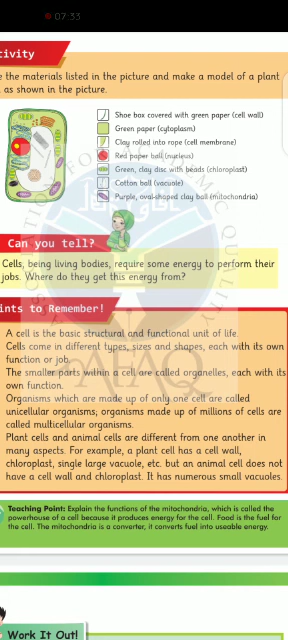 07:33
tivity
e the materials listed in the picture and make a model of a plant
as shown in the picture.
Shoe box covered with green paper (cell wall)
Green paper (cytoplasm)
Clay rolled into rope (cell membrane)
Red paper ball (nucleus)
Green, clay disc with beads (chloroplast)
Cotton ball (vacuole)
Purple, oval-shaped clay ball (mitochondria)
Can you tell?
Cells, being living bodies, require some energy to perform their
jobs. Where do they get this energy from?
ints to Remember!
A cell is the basic structural and functional unit of life.
Cells come in different types, sizes and shapes, each with its own
function or job.
The smaller parts within a cell are called organelles, each with its
own function.
Organisms which are made up of only one cell are called
unicellular organisms; organisms made up of millions of cells are
called multicellular organisms.
Plant cells and animal cells are different from one another in
many aspects. For example, a plant cell has a cell wall,
chloroplast, single large vacuole, etc. but an animal cell does not
have a cell wall and chloroplast. It has numerous small vacuoles.
AFAQ
Teaching Point: Explain the functions of the mitochondria, which is called the
powerhouse of a cell because it produces energy for the cell. Food is the fuel for
the cell. The mitochondria is a converter, it converts fuel into useable energy.
Work It Out!